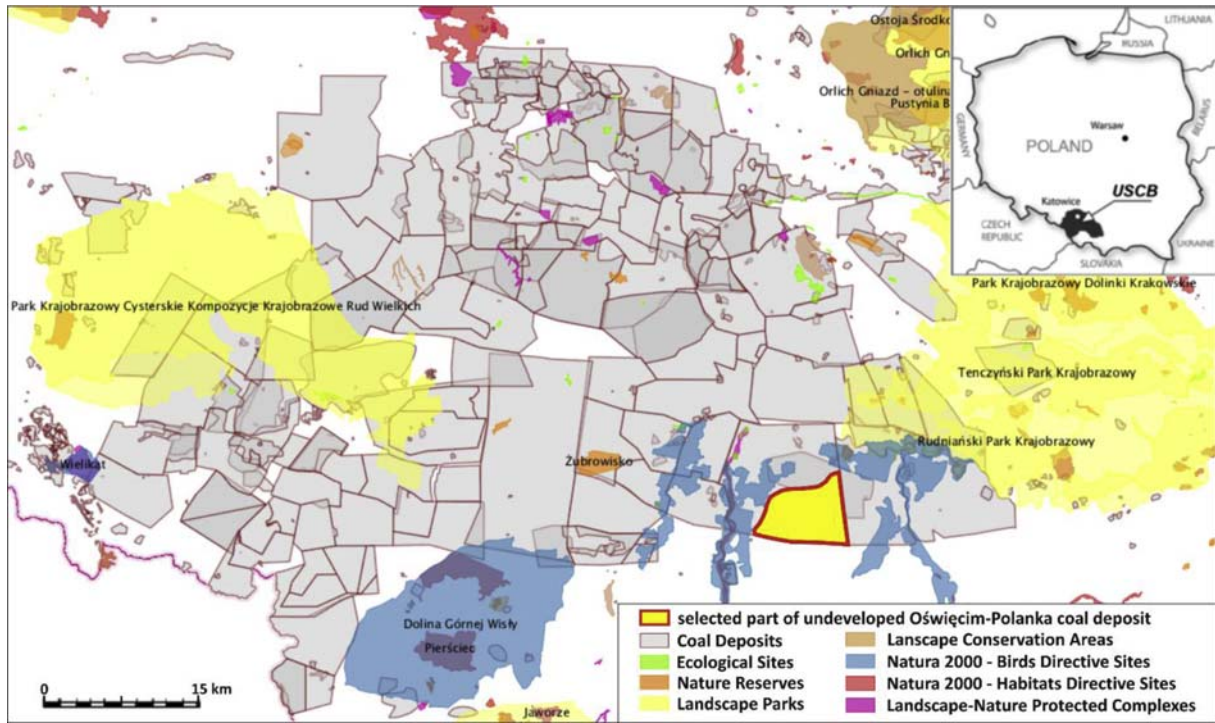 Ostoja Środko
Orlich Gn
Orlich Gniazd - otulina
Pustynia B
LITHUANIA
RUSSIA
GERMANY
BELARUS
Warsaw
POLAND
Katowice
USCB
CZECH
REPUBLIC
UKRAINE
SLOVAKIA
Park Krajobrazowy Dolinki Krakowskie
Park Krajobrazowy Cysterskie Kompozycje Krajobrazowe Rud Wielkich
Tenczyński Park Krajobrazowy
Rudniański Park Krajobrazowy
Wielikąt
Żubrowisko
Dolina Górnej Wisły
Pierściec
Jaworze
0 15 km
selected part of undeveloped Oświęcim-Polanka coal deposit
Coal Deposits
Ecological Sites
Nature Reserves
Landscape Parks
Lanscape Conservation Areas
Natura 2000 - Birds Directive Sites
Natura 2000 - Habitats Directive Sites
Landscape-Nature Protected Complexes